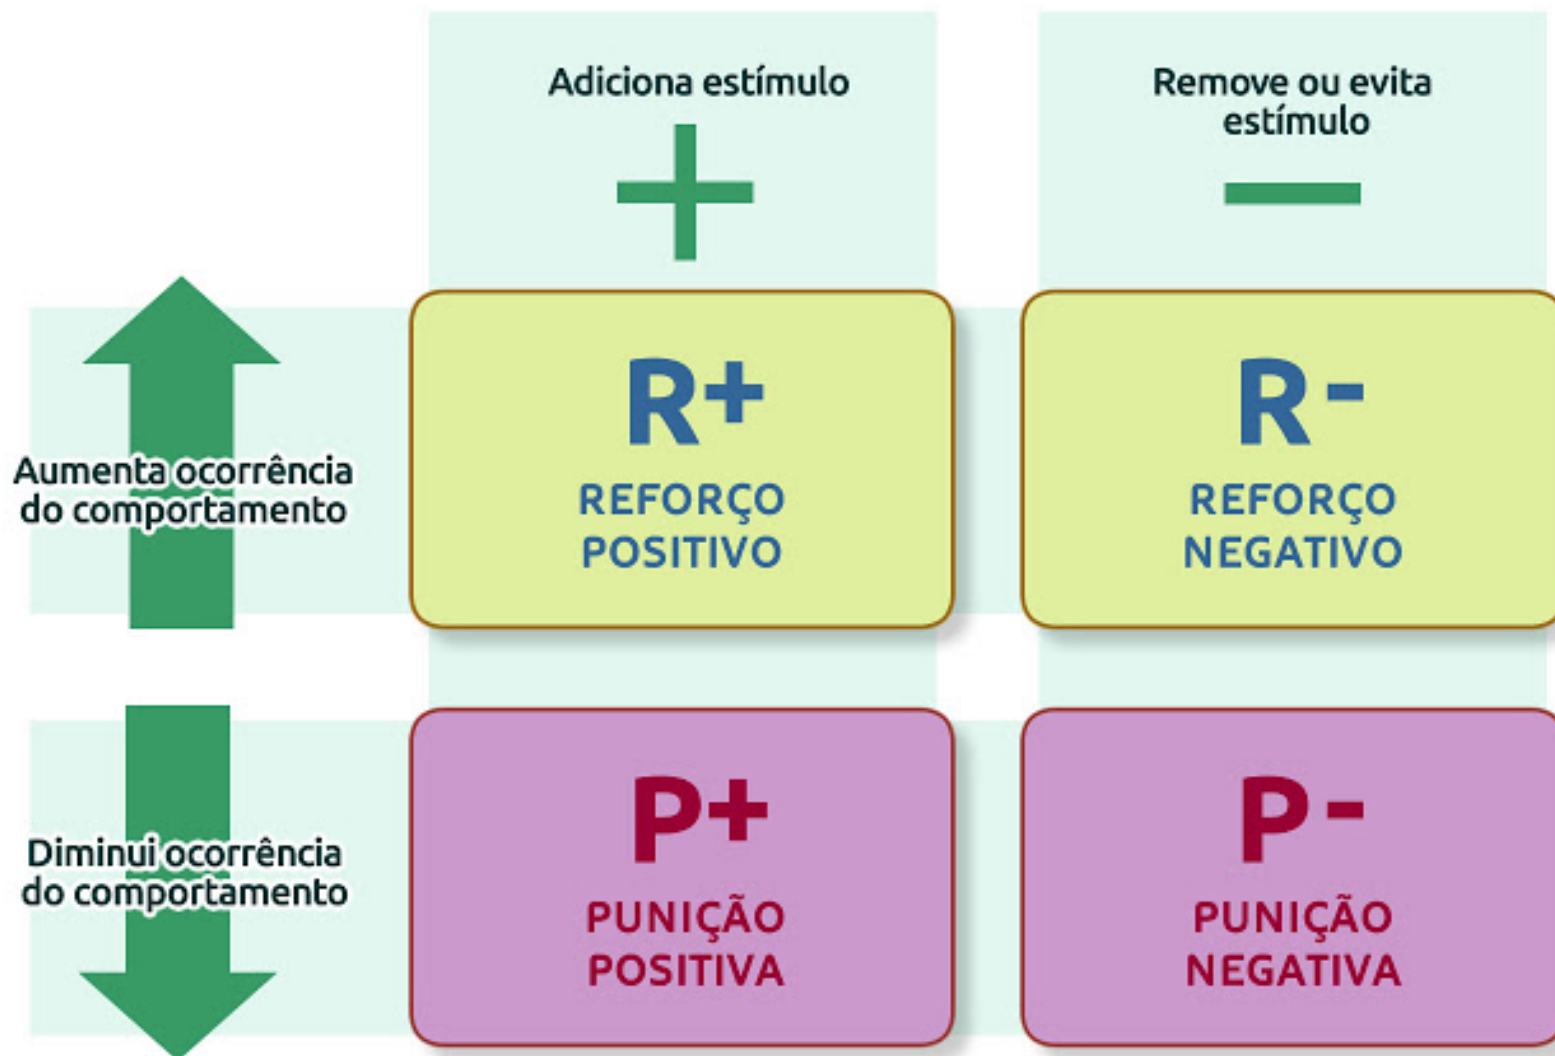 Adiciona estímulo
Remove ou evita
estímulo
Aumenta ocorrência
do comportamento
R+
REFORÇO
POSITIVO
R-
REFORÇO
NEGATIVO
Diminui ocorrência
do comportamento
P+
PUNIÇÃO
POSITIVA
P-
PUNIÇÃO
NEGATIVA